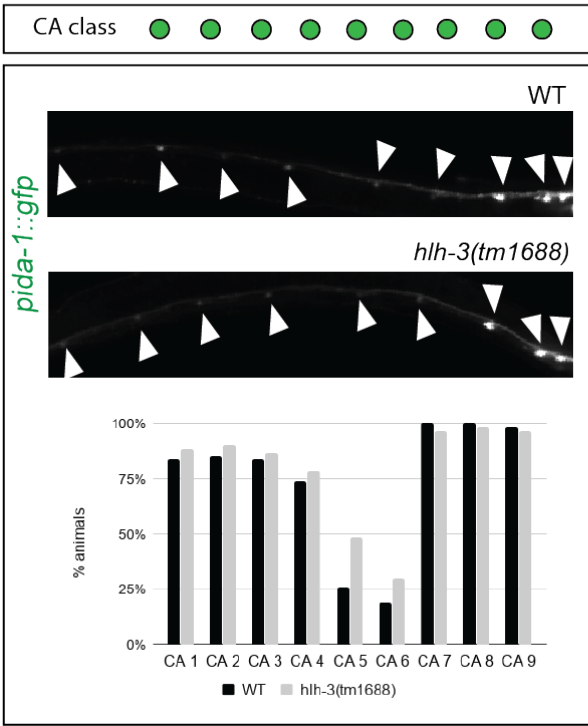 CA class
WT
pida-1::gfp
hlh-3(tm1688)
100%
75%
50%
25%
0%
% animals
CA 1 CA 2 CA 3 CA 4 CA 5 CA 6 CA 7 CA 8 CA 9
WT hlh-3(tm1688)